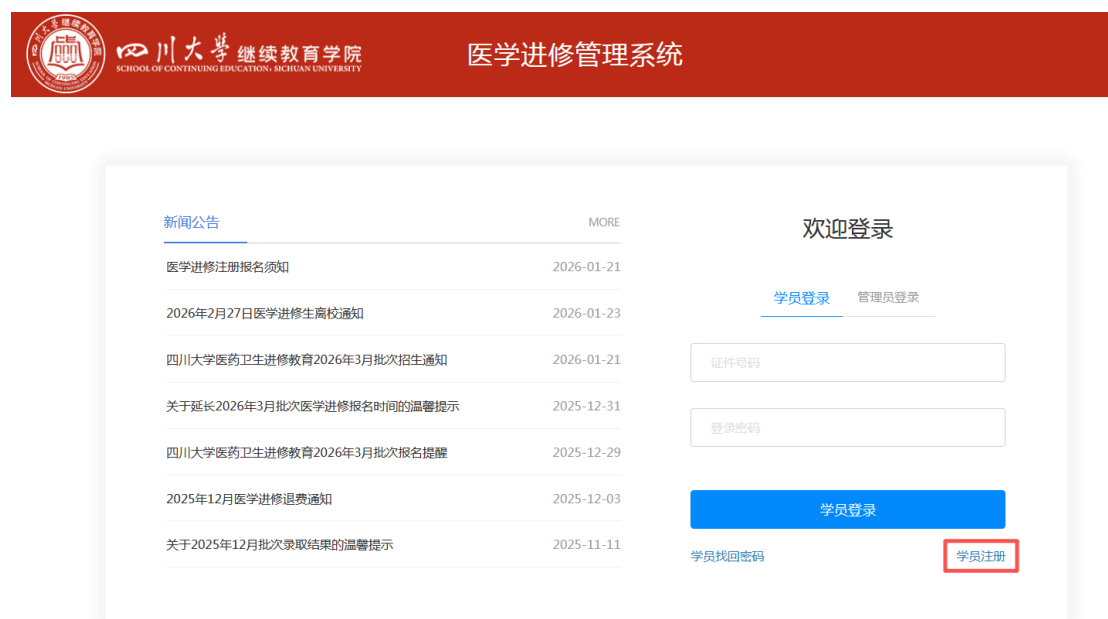 四川大学 继续教育学院
SCHOOL OF CONTINUING EDUCATION, SICHUAN UNIVERSITY
医学进修管理系统
新闻公告 MORE
医学进修注册报名须知 2026-01-21
2026年2月27日医学进修生离校通知 2026-01-23
四川大学医药卫生进修教育2026年3月批次招生通知 2026-01-21
关于延长2026年3月批次医学进修报名时间的温馨提示 2025-12-31
四川大学医药卫生进修教育2026年3月批次报名提醒 2025-12-29
2025年12月医学进修退费通知 2025-12-03
关于2025年12月批次录取结果的温馨提示 2025-11-11
欢迎登录
学员登录 管理员登录
证件号码
登录密码
学员登录
学员找回密码 学员注册